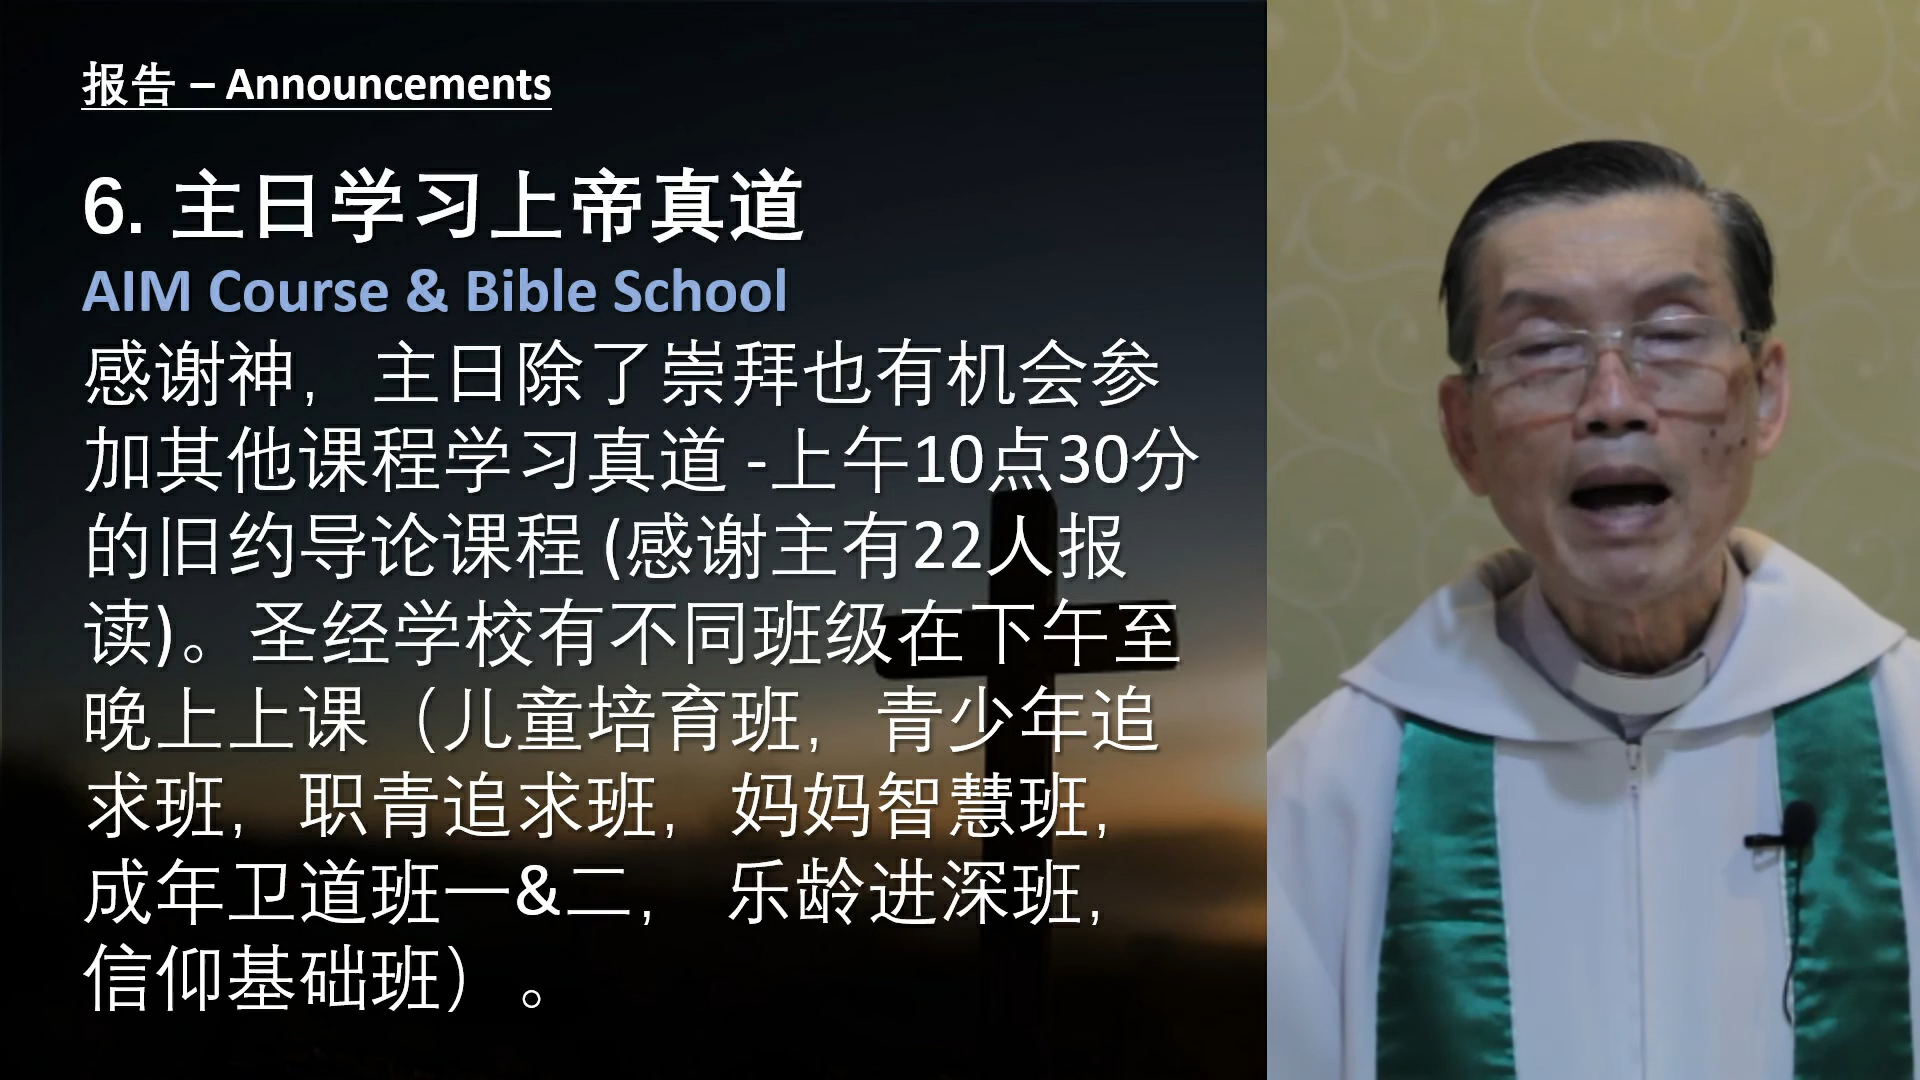 报告 – Announcements
6. 主日学习上帝真道
AIM Course & Bible School
感谢神，主日除了崇拜也有机会参
加其他课程学习真道 -上午10点30分
的旧约导论课程 (感谢主有22人报
读)。圣经学校有不同班级在下午至
晚上上课（儿童培育班，青少年追
求班，职青追求班，妈妈智慧班，
成年卫道班一&二，乐龄进深班，
信仰基础班）。